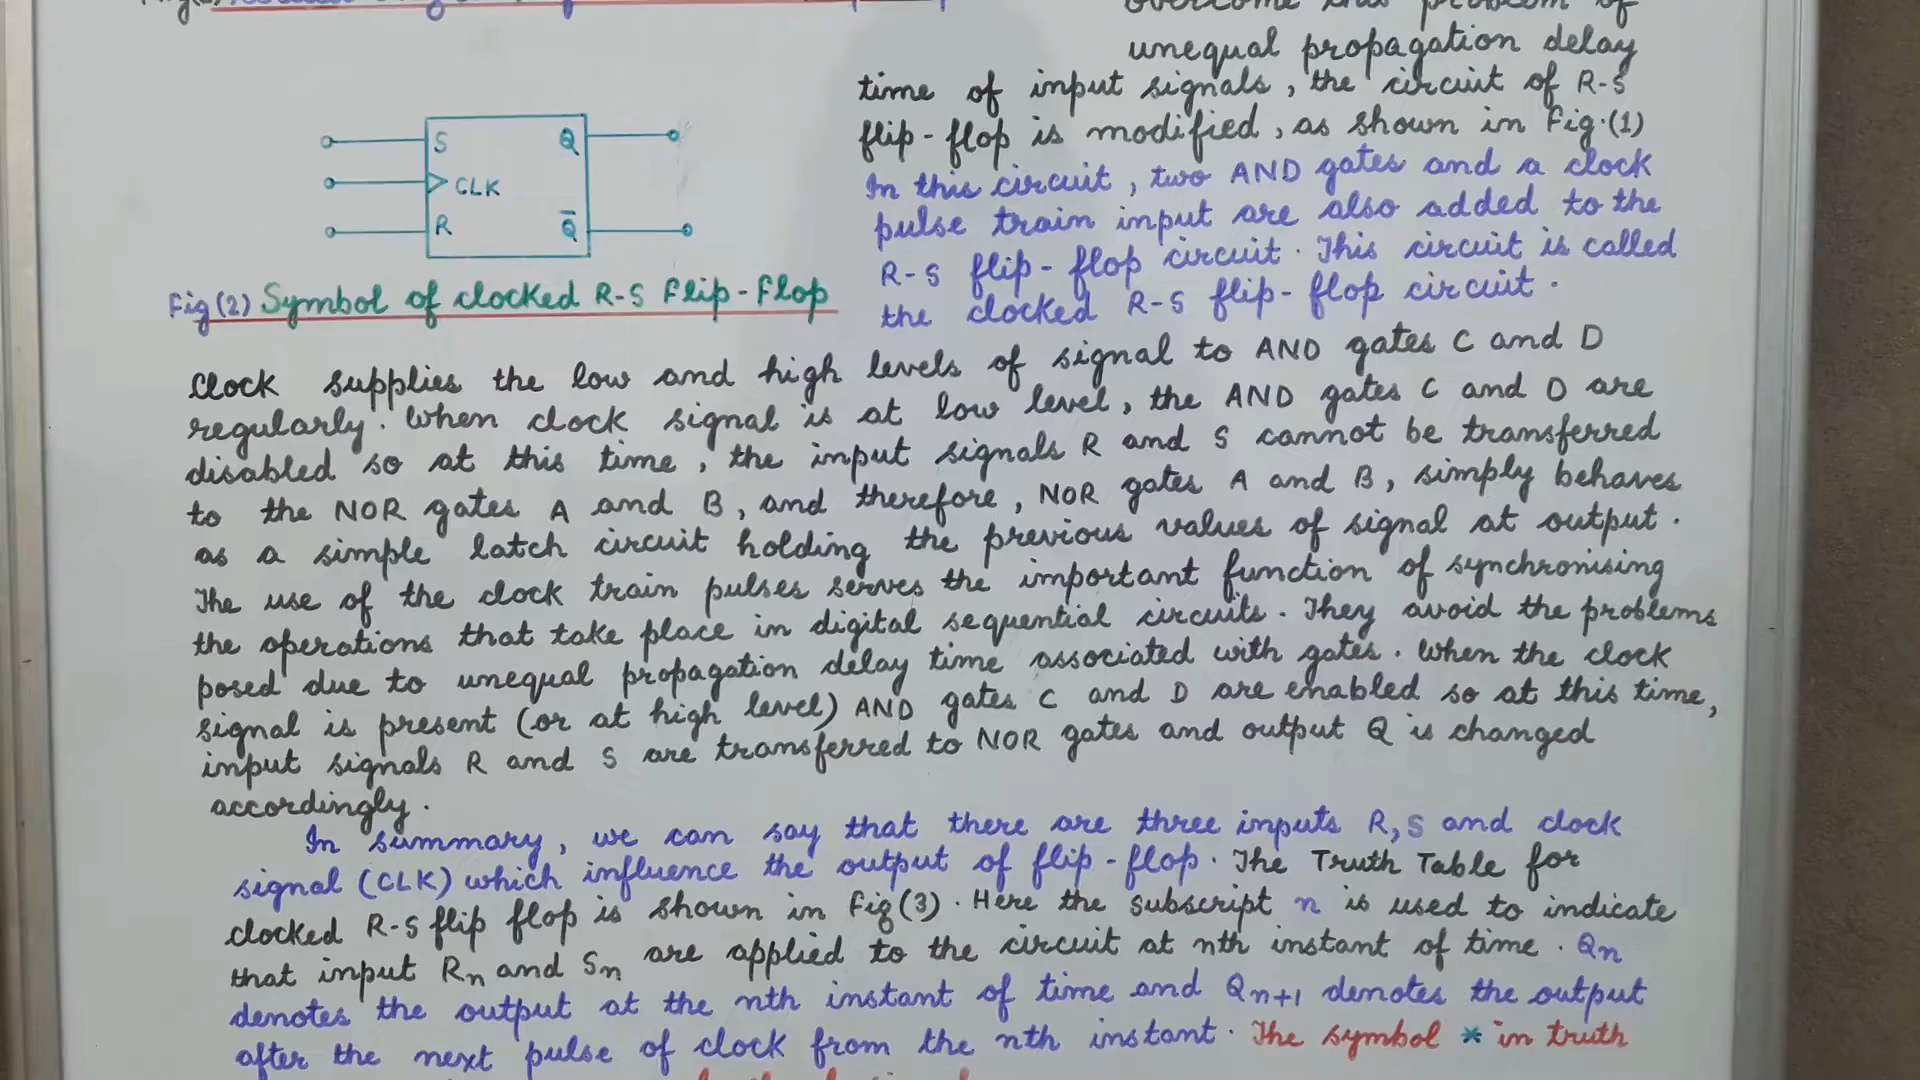 overcome this problem of
unequal propagation delay
time of input signals, the circuit of R-S
flip-flop is modified, as shown in Fig.(1)
In this circuit, two AND gates and a clock
pulse train input are also added to the
R-S flip-flop circuit. This circuit is called
the clocked R-S flip-flop circuit.
S Q
CLK
R Q̅
Fig(2) Symbol of clocked R-S Flip-Flop
Clock supplies the low and high levels of signal to AND gates C and D
regularly. When clock signal is at low level, the AND gates C and D are
disabled so at this time, the input signals R and S cannot be transferred
to the NOR gates A and B, and therefore, NOR gates A and B, simply behaves
as a simple latch circuit holding the previous values of signal at output.
The use of the clock train pulses serves the important function of synchronising
the operations that take place in digital sequential circuits. They avoid the problems
posed due to unequal propagation delay time associated with gates. When the clock
signal is present (or at high level) AND gates C and D are enabled so at this time,
input signals R and S are transferred to NOR gates and output Q is changed
accordingly.
In summary, we can say that there are three inputs R, S and clock
signal (CLK) which influence the output of flip-flop. The Truth Table for
clocked R-S flip flop is shown in Fig(3). Here the subscript n is used to indicate
that input Rn and Sn are applied to the circuit at nth instant of time. Qn
denotes the output at the nth instant of time and Qn+1 denotes the output
after the next pulse of clock from the nth instant. The symbol * in truth